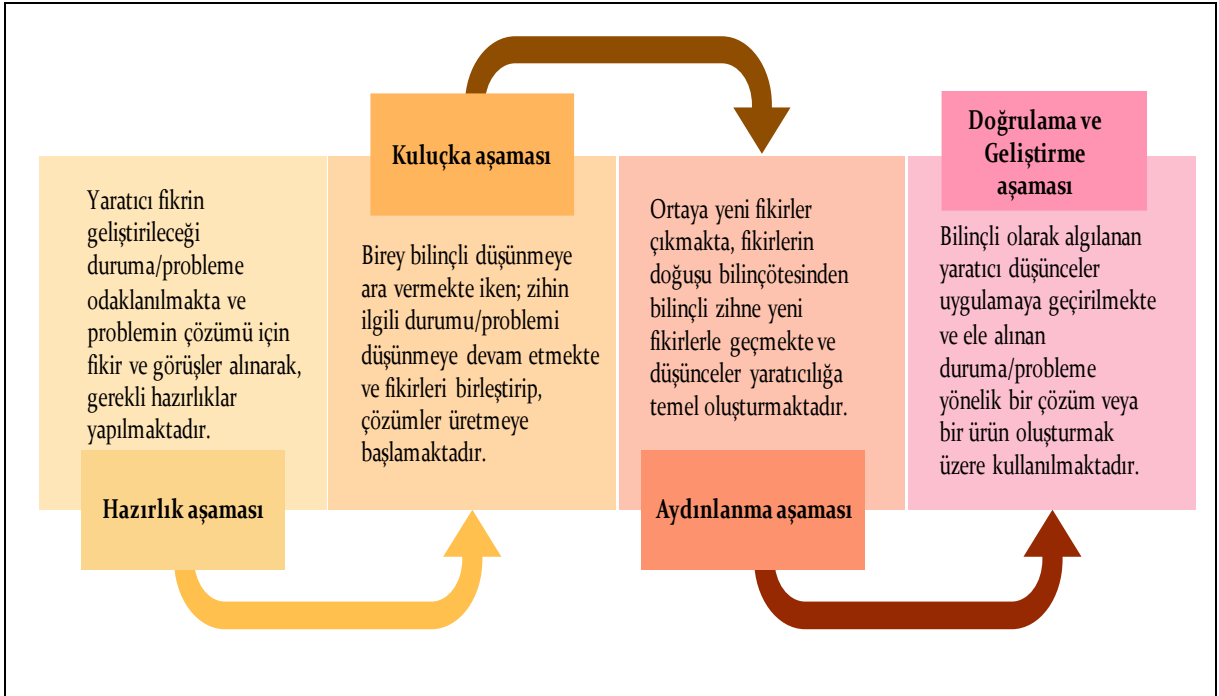 Yaratıcı fikrin
geliştirileceği
duruma/probleme
odaklanılmakta ve
problemin çözümü için
fikir ve görüşler alınarak,
gerekli hazırlıklar
yapılmaktadır.
Hazırlık aşaması
Kuluçka aşaması
Birey bilinçli düşünmeye
ara vermekte iken; zihin
ilgili durumu/problemi
düşünmeye devam etmekte
ve fikirleri birleştirip,
çözümler üretmeye
başlamaktadır.
Ortaya yeni fikirler
çıkmakta, fikirlerin
doğuşu bilinçötesinden
bilinçli zihne yeni
fikirlerle geçmekte ve
düşünceler yaratıcılığa
temel oluşturmaktadır.
Aydınlanma aşaması
Doğrulama ve
Geliştirme
aşaması
Bilinçli olarak algılanan
yaratıcı düşünceler
uygulamaya geçirilmekte
ve ele alınan
duruma/probleme
yönelik bir çözüm veya
bir ürün oluşturmak
üzere kullanılmaktadır.